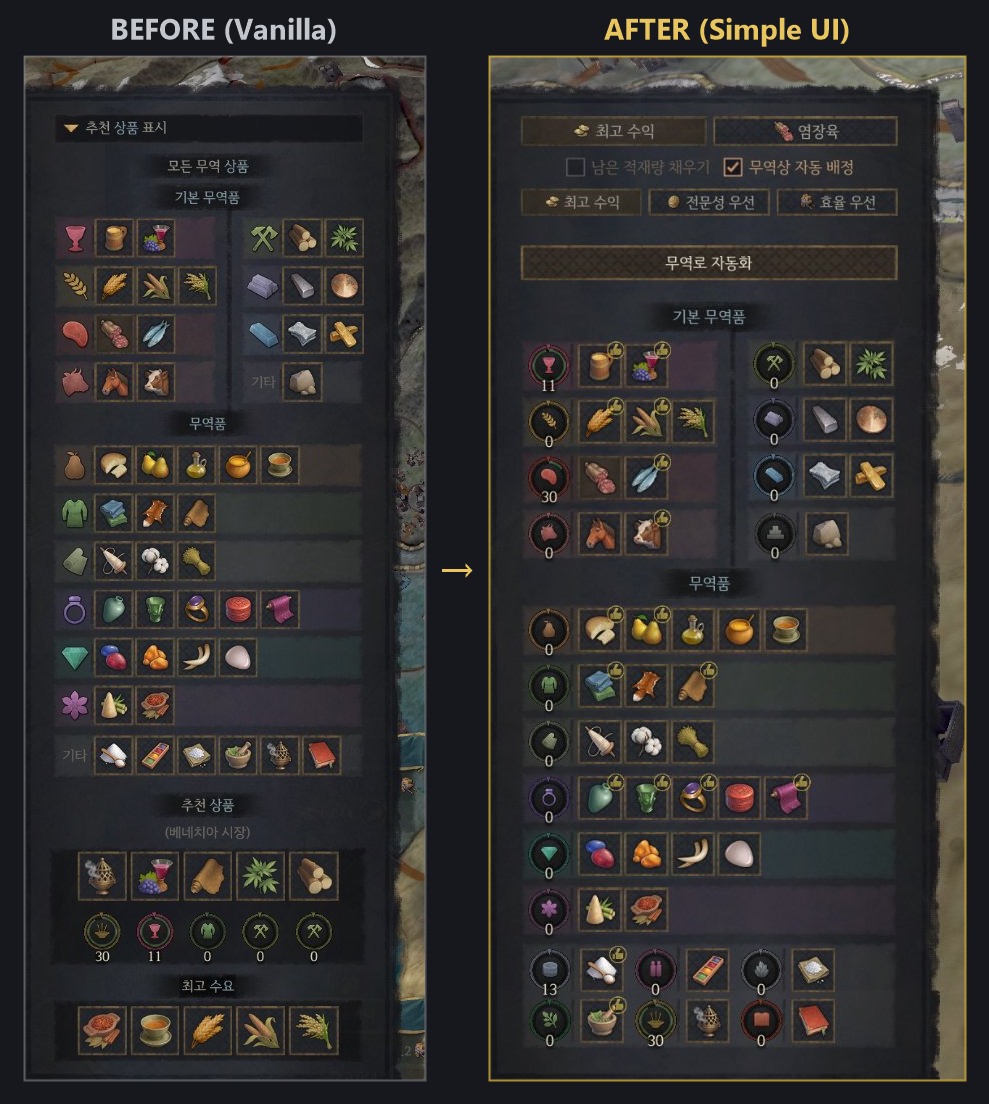 BEFORE (Vanilla)
추천 상품 표시
모든 무역 상품
기본 무역품
기타
무역품
기타
추천 상품
(베네치아 시장)
30 11 0 0 0
최고 수요
→
AFTER (Simple UI)
최고 수익 염장육
남은 적재량 채우기 무역상 자동 배정
최고 수익 전문성 우선 효율 우선
무역로 자동화
기본 무역품
11 0
0 0
30 0
0 0
무역품
0
0
0
0
0
0
13 0 0
0 30 0